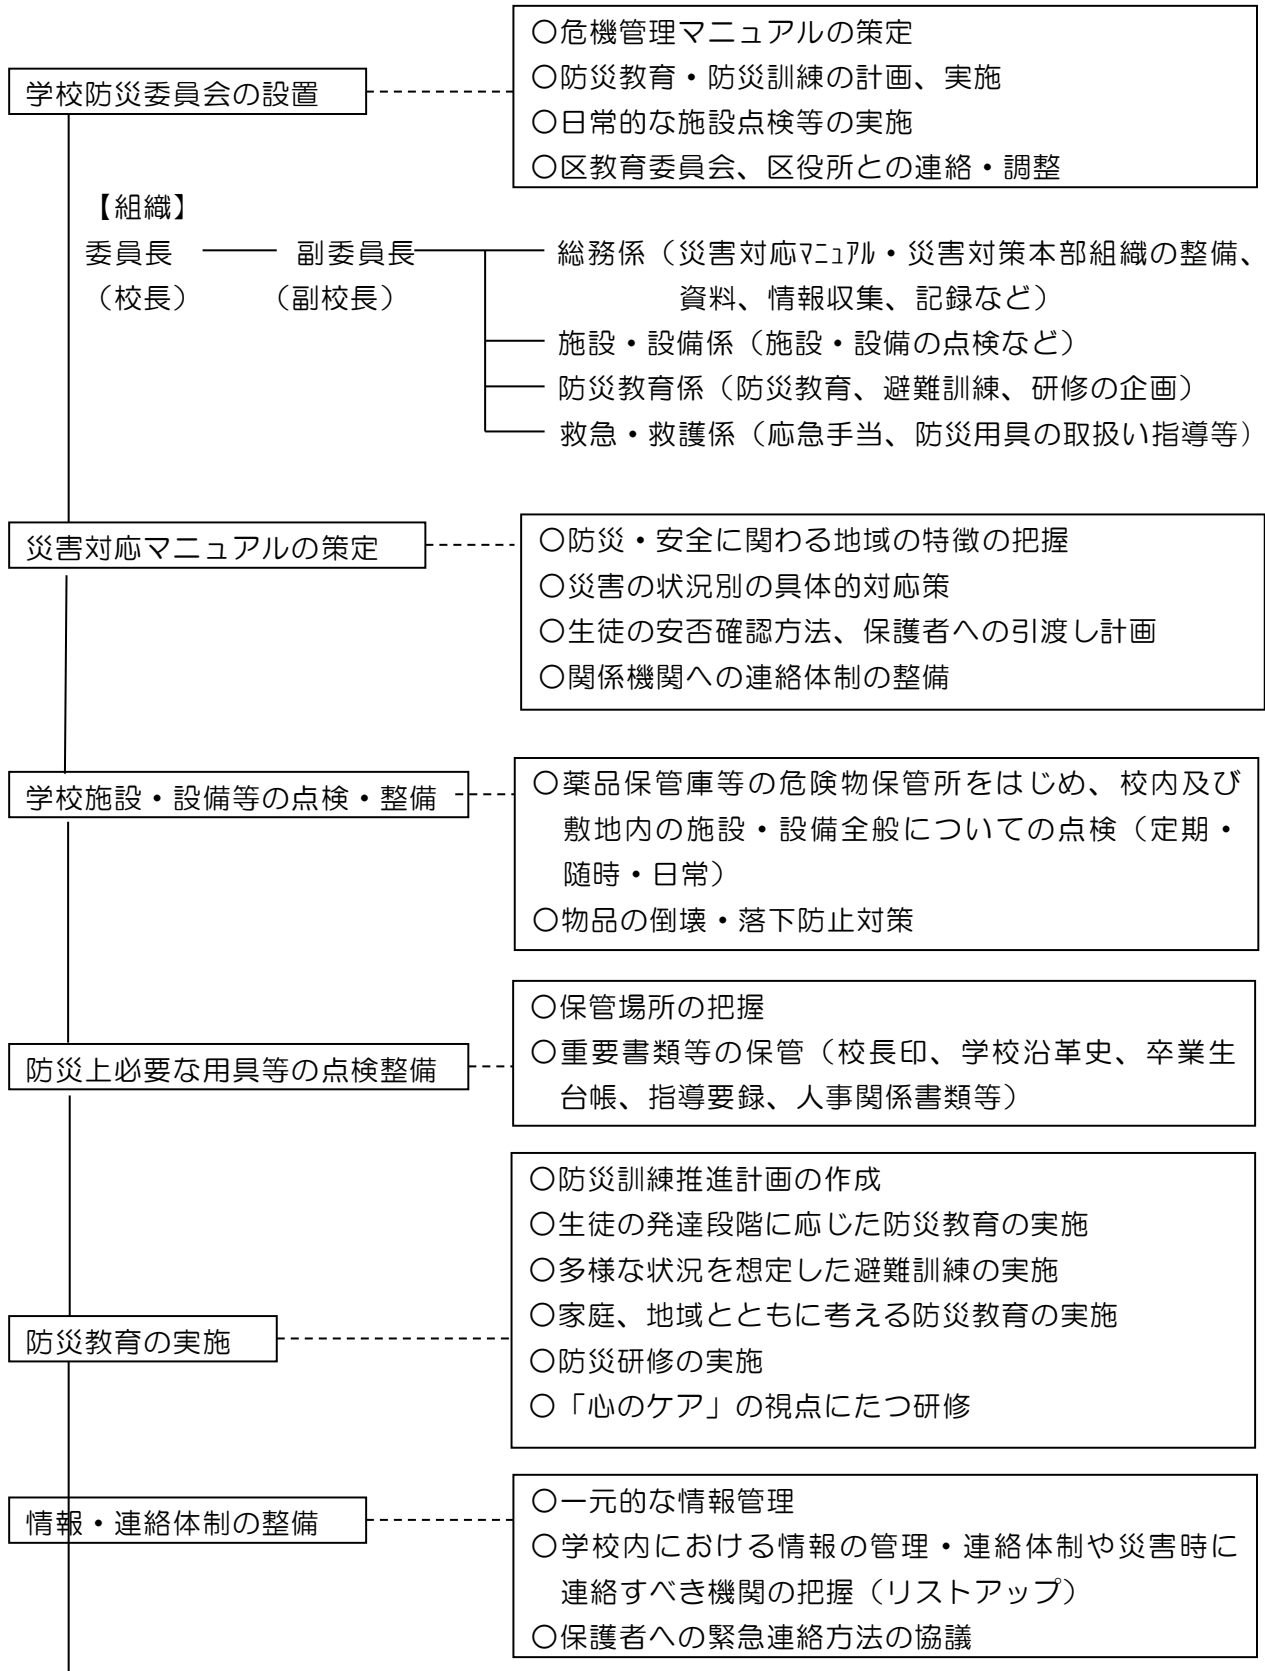 学校防災委員会の設置
〇危機管理マニュアルの策定
〇防災教育・防災訓練の計画、実施
〇日常的な施設点検等の実施
〇区教育委員会、区役所との連絡・調整
【組織】
委員長 副委員長 総務係（災害対応ﾏﾆｭｱﾙ・災害対策本部組織の整備、
（校長） （副校長） 資料、情報収集、記録など）
施設・設備係（施設・設備の点検など）
防災教育係（防災教育、避難訓練、研修の企画）
救急・救護係（応急手当、防災用具の取扱い指導等）
災害対応マニュアルの策定
〇防災・安全に関わる地域の特徴の把握
〇災害の状況別の具体的対応策
〇生徒の安否確認方法、保護者への引渡し計画
〇関係機関への連絡体制の整備
学校施設・設備等の点検・整備
〇薬品保管庫等の危険物保管所をはじめ、校内及び
敷地内の施設・設備全般についての点検（定期・
随時・日常）
〇物品の倒壊・落下防止対策
防災上必要な用具等の点検整備
〇保管場所の把握
〇重要書類等の保管（校長印、学校沿革史、卒業生
台帳、指導要録、人事関係書類等）
防災教育の実施
〇防災訓練推進計画の作成
〇生徒の発達段階に応じた防災教育の実施
〇多様な状況を想定した避難訓練の実施
〇家庭、地域とともに考える防災教育の実施
〇防災研修の実施
〇「心のケア」の視点にたつ研修
情報・連絡体制の整備
〇一元的な情報管理
〇学校内における情報の管理・連絡体制や災害時に
連絡すべき機関の把握（リストアップ）
〇保護者への緊急連絡方法の協議